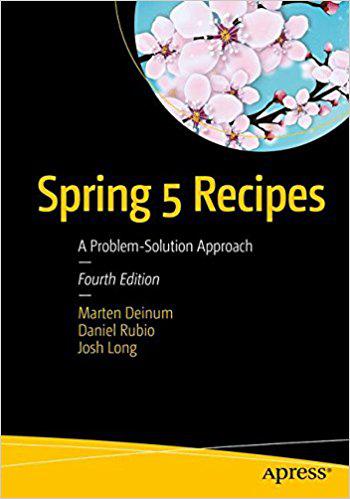 Spring 5 Recipes
A Problem-Solution Approach
—
Fourth Edition
—
Marten Deinum
Daniel Rubio
Josh Long
Apress®